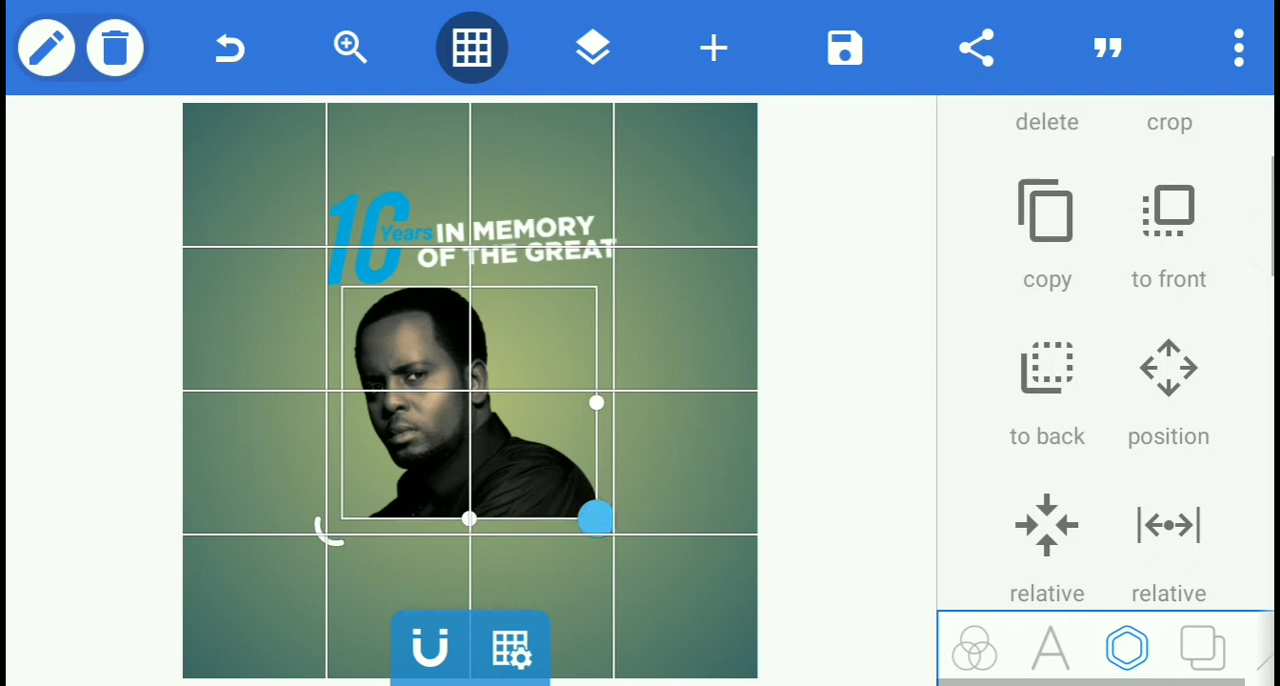 delete crop
copy to front
to back position
relative relative
10 Years IN MEMORY
OF THE GREAT